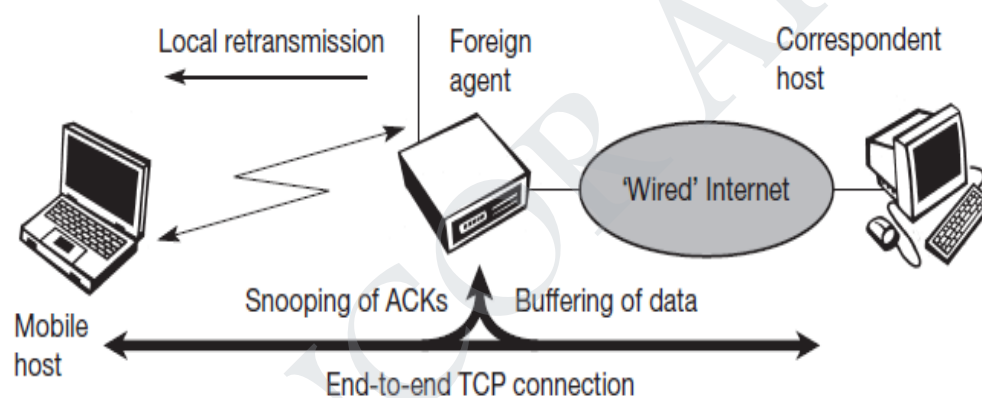 Local retransmission
Foreign
agent
Correspondent
host
'Wired' Internet
Snooping of ACKs
Buffering of data
Mobile
host
End-to-end TCP connection